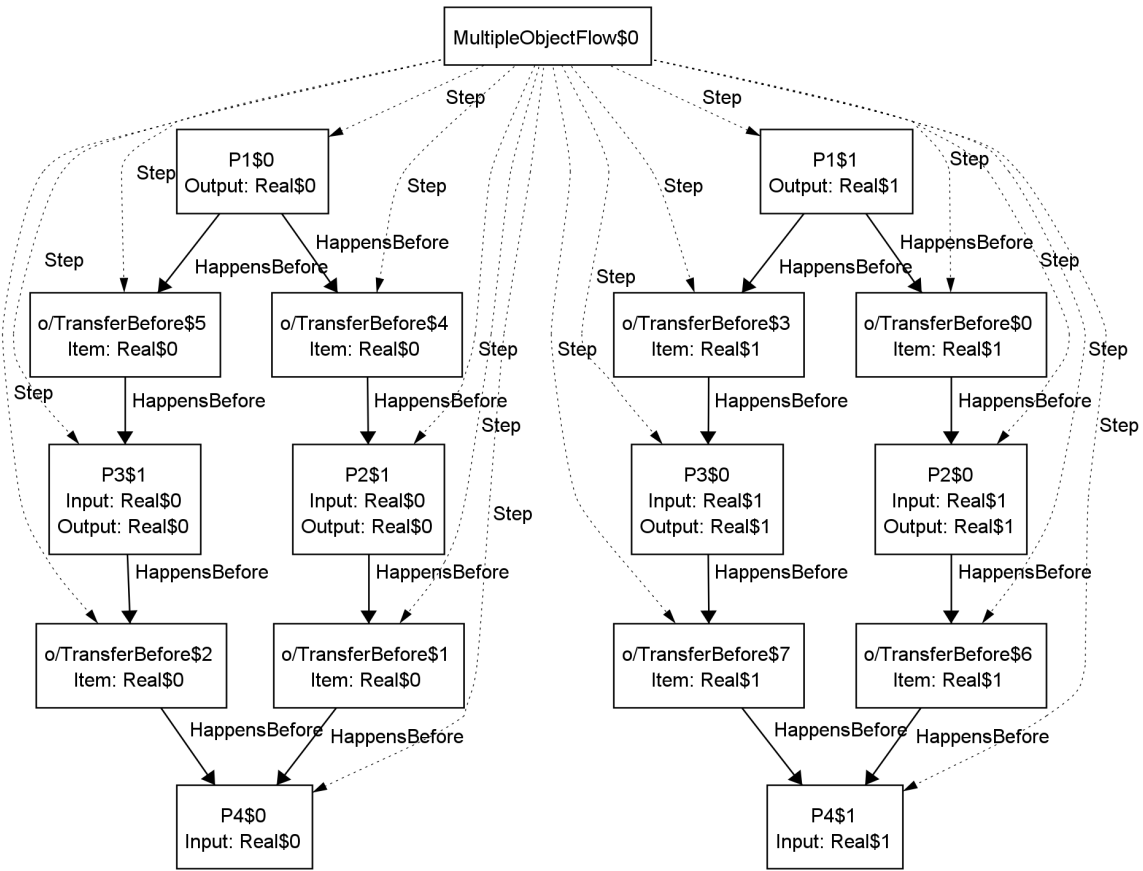 MultipleObjectFlow$0
Step
Step
P1$0
Output: Real$0
P1$1
Output: Real$1
Step
Step
Step
Step
HappensBefore
HappensBefore
Step
HappensBefore
HappensBefore
Step
Step
o/TransferBefore$5
Item: Real$0
o/TransferBefore$4
Item: Real$0
o/TransferBefore$3
Item: Real$1
o/TransferBefore$0
Item: Real$1
Step
Step
Step
Step
HappensBefore
HappensBefore
HappensBefore
HappensBefore
Step
Step
P3$1
Input: Real$0
Output: Real$0
P2$1
Input: Real$0
Output: Real$0
P3$0
Input: Real$1
Output: Real$1
P2$0
Input: Real$1
Output: Real$1
Step
HappensBefore
HappensBefore
HappensBefore
HappensBefore
o/TransferBefore$2
Item: Real$0
o/TransferBefore$1
Item: Real$0
o/TransferBefore$7
Item: Real$1
o/TransferBefore$6
Item: Real$1
HappensBefore
HappensBefore
HappensBefore
HappensBefore
P4$0
Input: Real$0
P4$1
Input: Real$1